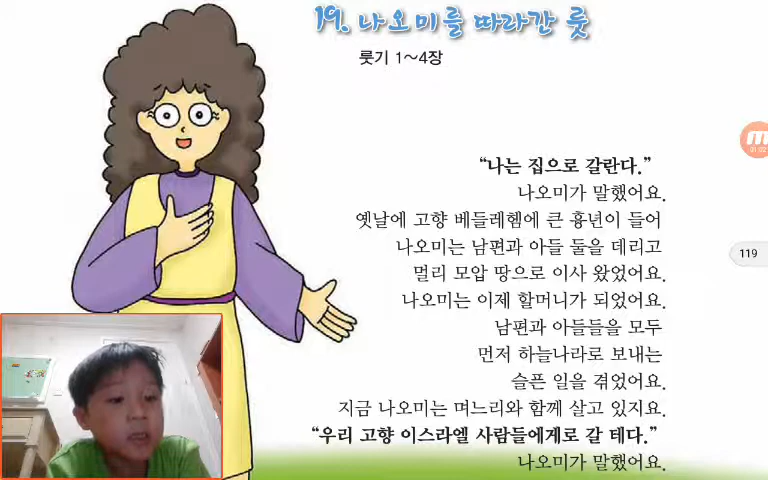 19. 나오미를 따라간 룻
룻기 1~4장
“나는 집으로 갈란다.”
나오미가 말했어요.
옛날에 고향 베들레헴에 큰 흉년이 들어
나오미는 남편과 아들 둘을 데리고
멀리 모압 땅으로 이사 왔었어요.
나오미는 이제 할머니가 되었어요.
남편과 아들들을 모두
먼저 하늘나라로 보내는
슬픈 일을 겪었어요.
지금 나오미는 며느리와 함께 살고 있지요.
“우리 고향 이스라엘 사람들에게로 갈 테다.”
나오미가 말했어요.
119